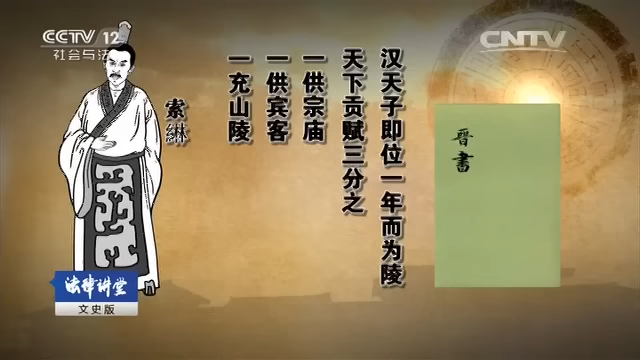 CCTV 12
社会与法
CNTV
晋书
汉天子即位一年而为陵
天下贡赋三分之
一供宗庙
一供宾客
一充山陵
索綝
法律讲堂
文史版